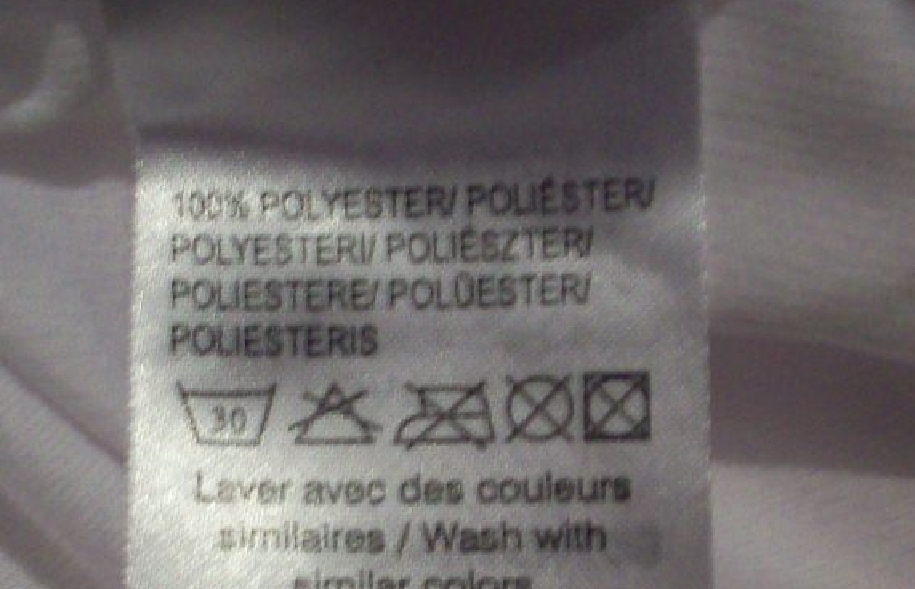 100% POLYESTER/ POLIÉSTER/
POLYESTERI/ POLIÉSZTER/
POLIESTERE/ POLÜESTER/
POLIESTERIS
30
Laver avec des couleurs
similaires / Wash with
similar colors